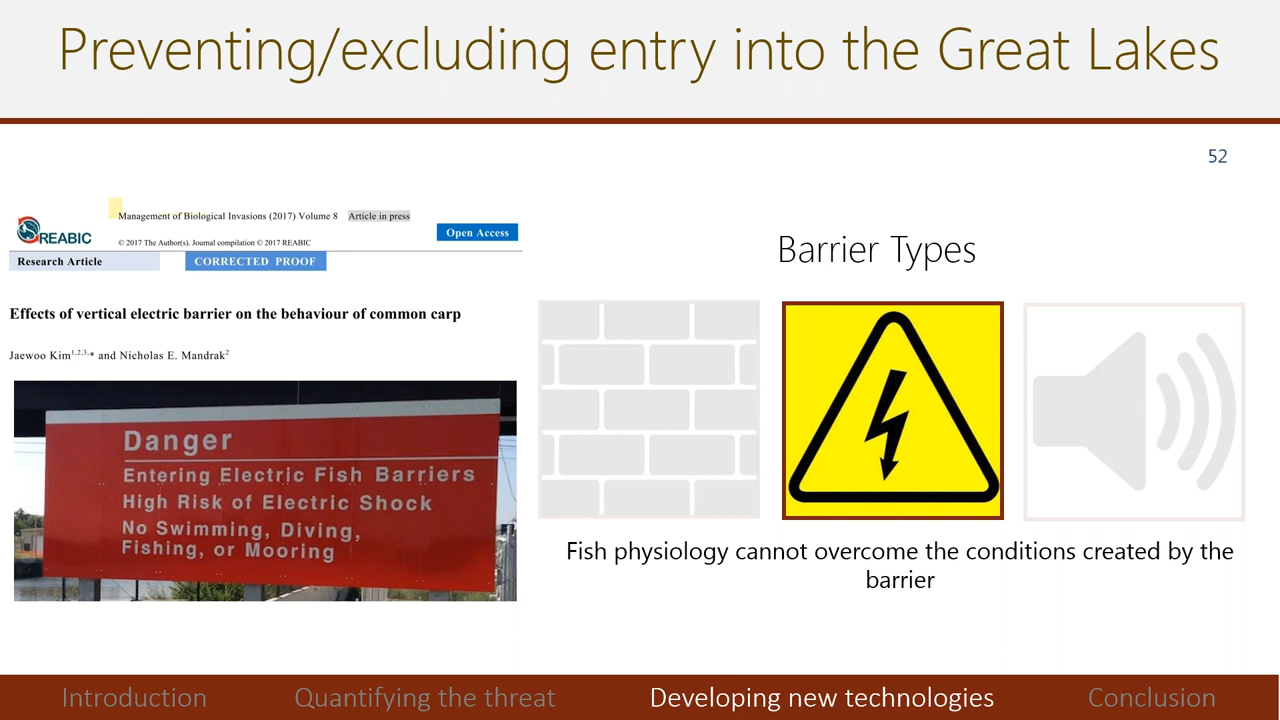 Preventing/excluding entry into the Great Lakes
52
Management of Biological Invasions (2017) Volume 8 Article in press
REABIC
© 2017 The Author(s). Journal compilation © 2017 REABIC
Open Access
Research Article
CORRECTED PROOF
Effects of vertical electric barrier on the behaviour of common carp
Jaewoo Kim1,2,3,* and Nicholas E. Mandrak2
Danger
Entering Electric Fish Barriers
High Risk of Electric Shock
No Swimming, Diving,
Fishing, or Mooring
Barrier Types
Fish physiology cannot overcome the conditions created by the
barrier
Introduction
Quantifying the threat
Developing new technologies
Conclusion